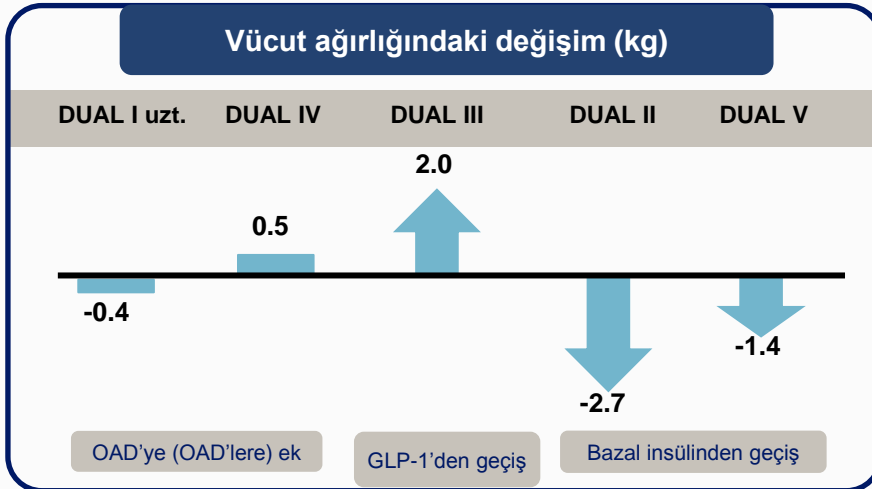 Vücut ağırlığındaki değişim (kg)
DUAL I uzt. DUAL IV DUAL III DUAL II DUAL V
2.0
0.5
-0.4
-1.4
-2.7
OAD'ye (OAD'lere) ek GLP-1'den geçiş Bazal insülinden geçiş